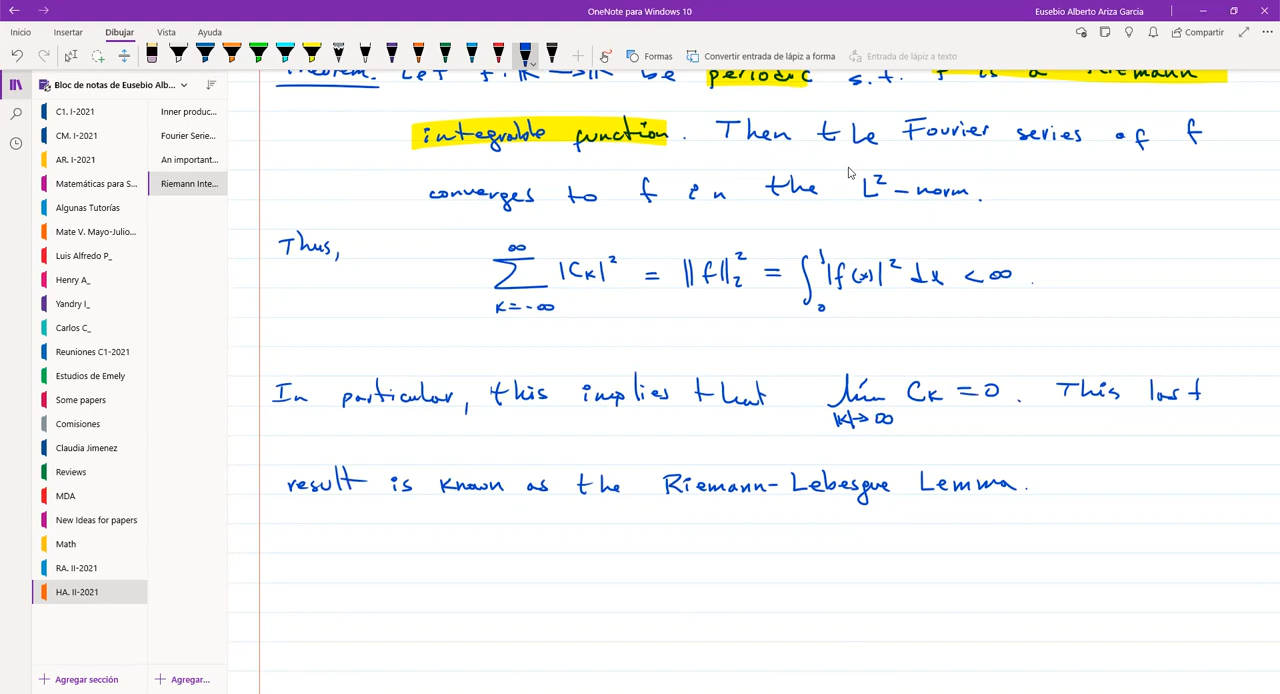 OneNote para Windows 10
Eusebio Alberto Ariza Garcia
Inicio Insertar Dibujar Vista Ayuda
Compartir
Formas Convertir entrada de lápiz a forma Entrada de lápiz a texto
Bloc de notas de Eusebio Alb...
C1. I-2021
CM. I-2021
AR. I-2021
Matemáticas para S...
Algunas Tutorías
Mate V. Mayo-Julio...
Luis Alfredo P_
Henry A_
Yandry I_
Carlos C_
Reuniones C1-2021
Estudios de Emely
Some papers
Comisiones
Claudia Jimenez
Reviews
MDA
New Ideas for papers
Math
RA. II-2021
HA. II-2021
Agregar sección
Inner produc...
Fourier Serie...
An important...
Riemann Inte...
Agregar...
Theorem. Let f: ℝ → ℝ be periodic s.t. f is a Riemann
integrable function. Then the Fourier series of f
converges to f in the L² - norm.
Thus,
∑_{k=-∞}^{∞} |C_k|² = ||f||₂² = ∫₀¹ |f(x)|² dx < ∞.
In particular, this implies that lím_{|k|→∞} C_k = 0. This last
result is known as the Riemann-Lebesgue Lemma.